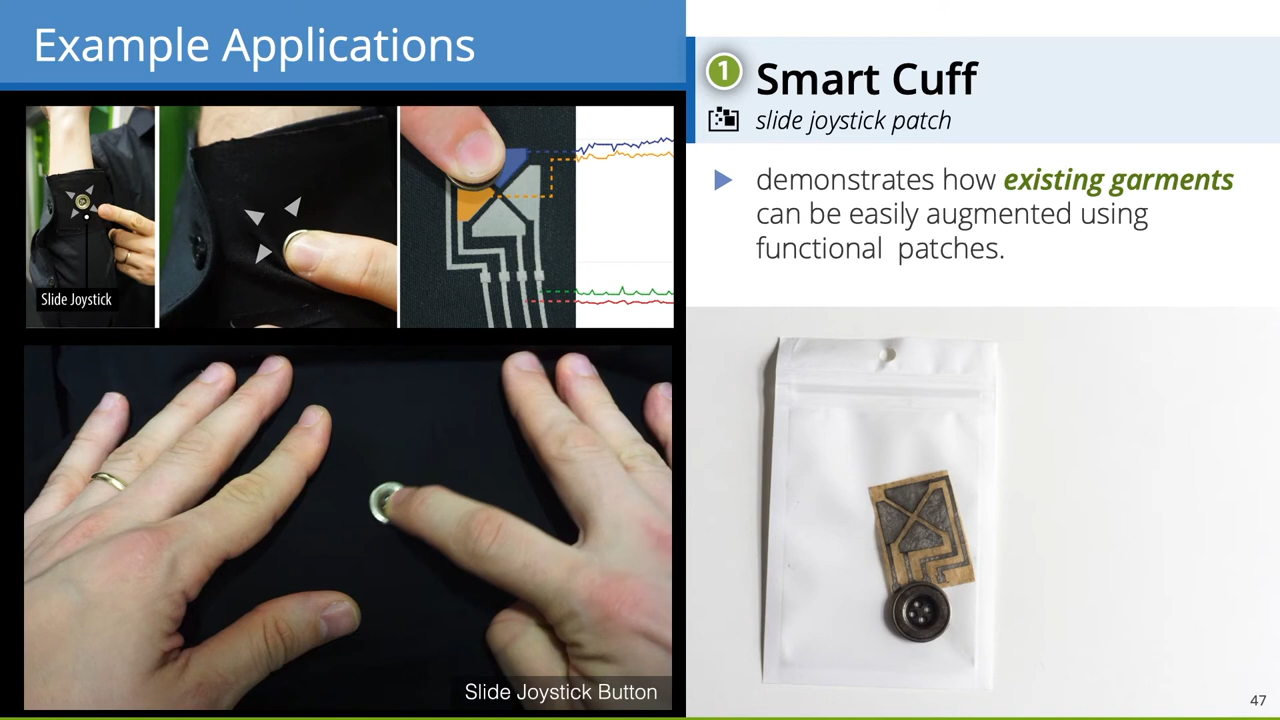 Example Applications
Slide Joystick
Slide Joystick Button
1
Smart Cuff
slide joystick patch
demonstrates how existing garments
can be easily augmented using
functional patches.
47